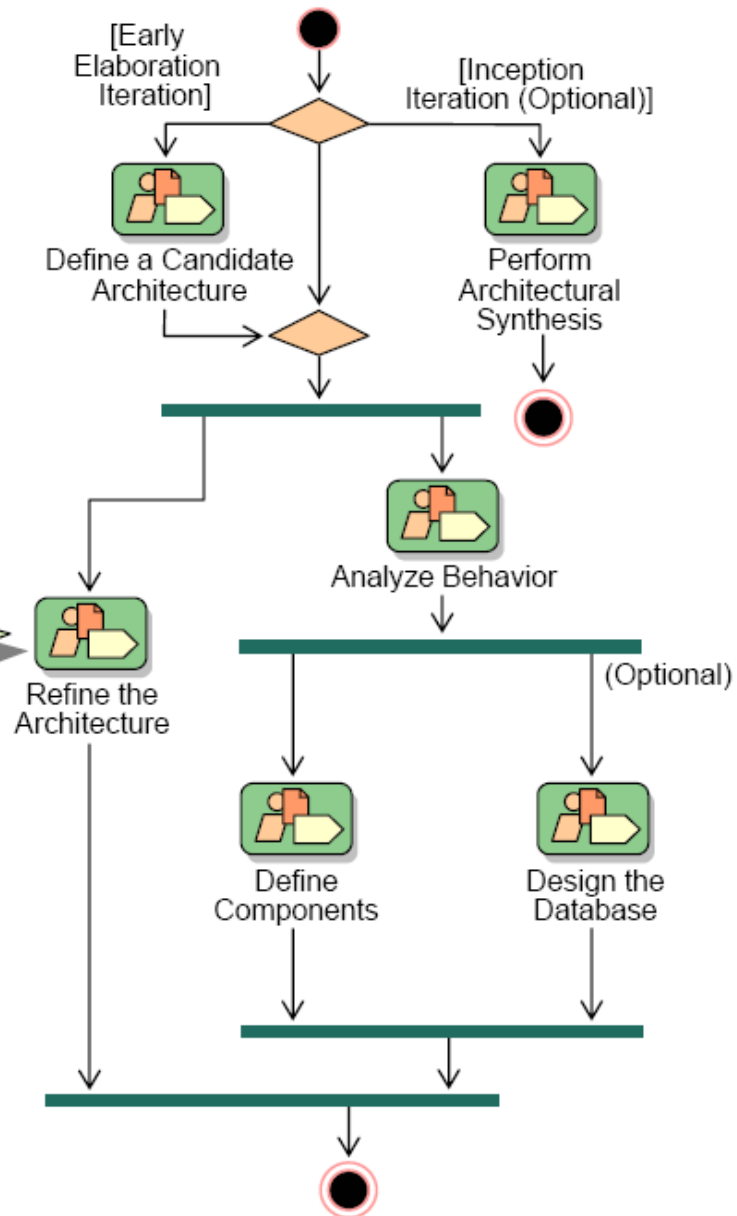 [Early
Elaboration
Iteration]
[Inception
Iteration (Optional)]
Define a Candidate
Architecture
Perform
Architectural
Synthesis
Analyze Behavior
Refine the
Architecture
(Optional)
Define
Components
Design the
Database